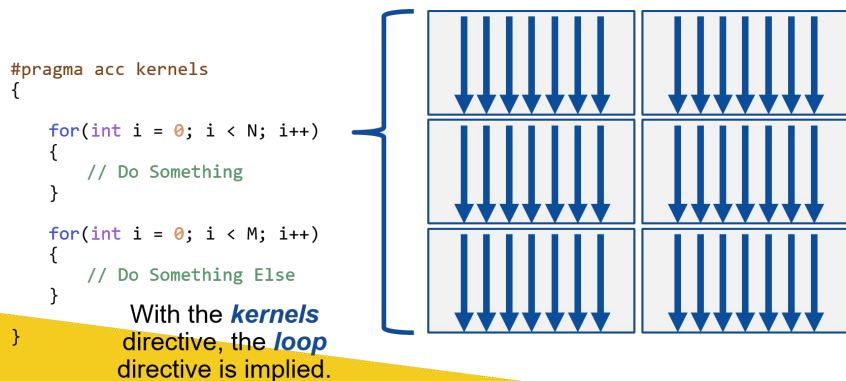 #pragma acc kernels
{
for(int i = 0; i < N; i++)
{
// Do Something
}
for(int i = 0; i < M; i++)
{
// Do Something Else
}
}
With the kernels
directive, the loop
directive is implied.